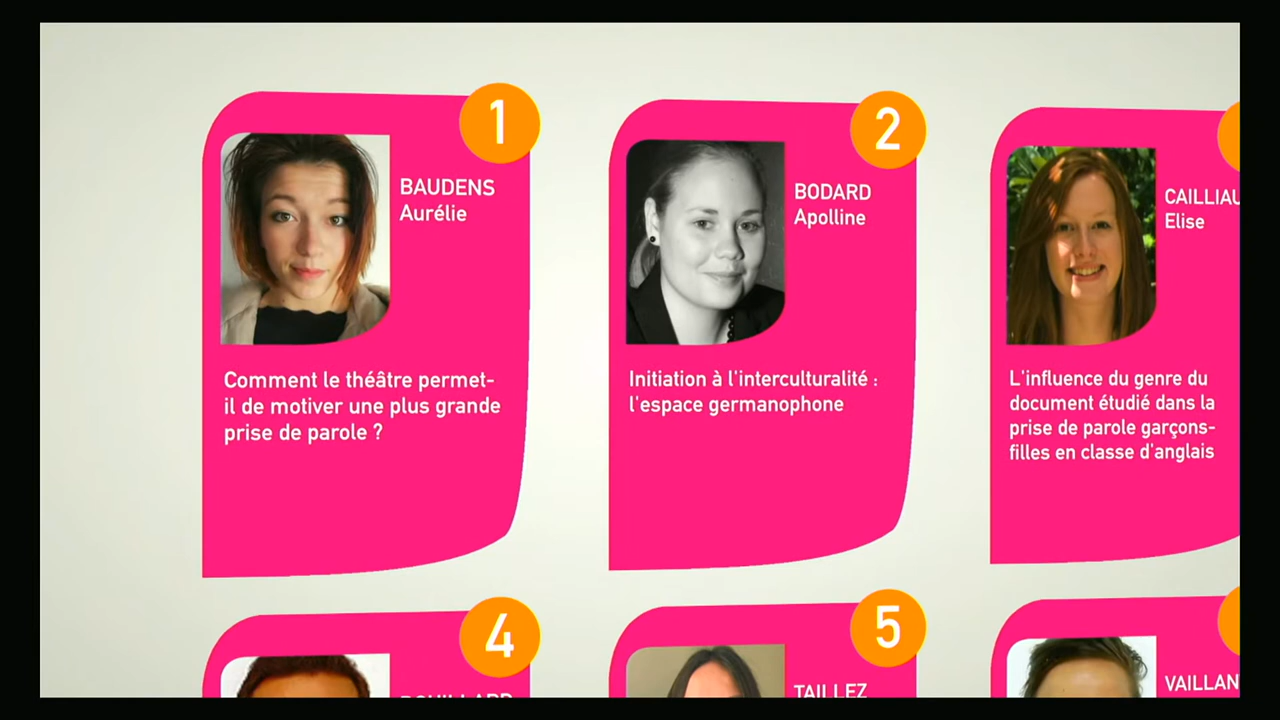 1
BAUDENS
Aurélie
Comment le théâtre permet-
il de motiver une plus grande
prise de parole ?
2
BODARD
Apolline
Initiation à l'interculturalité :
l'espace germanophone
CAILLIAU
Elise
L'influence du genre du
document étudié dans la
prise de parole garçons-
filles en classe d'anglais
4
5
TAILLEZ
VAILLAN